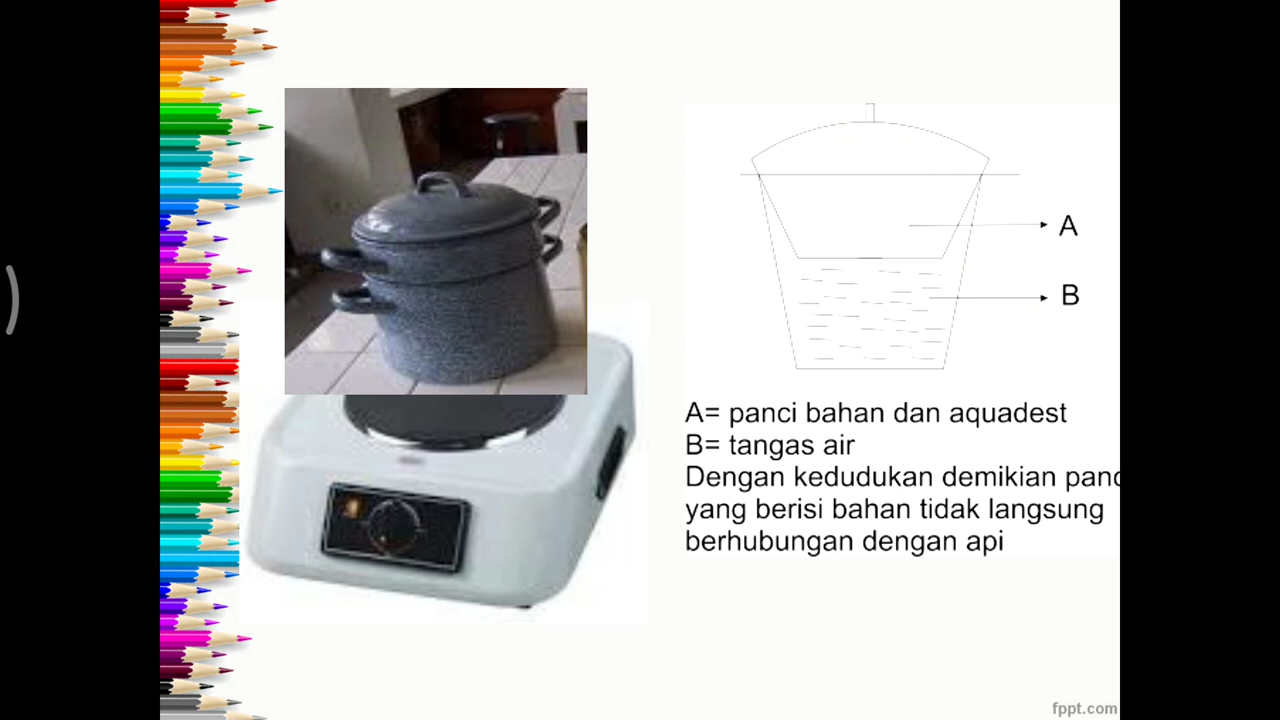 A
B
A= panci bahan dan aquadest
B= tangas air
Dengan kedudukan demikian panc
yang berisi bahan tidak langsung
berhubungan dengan api
fppt.com